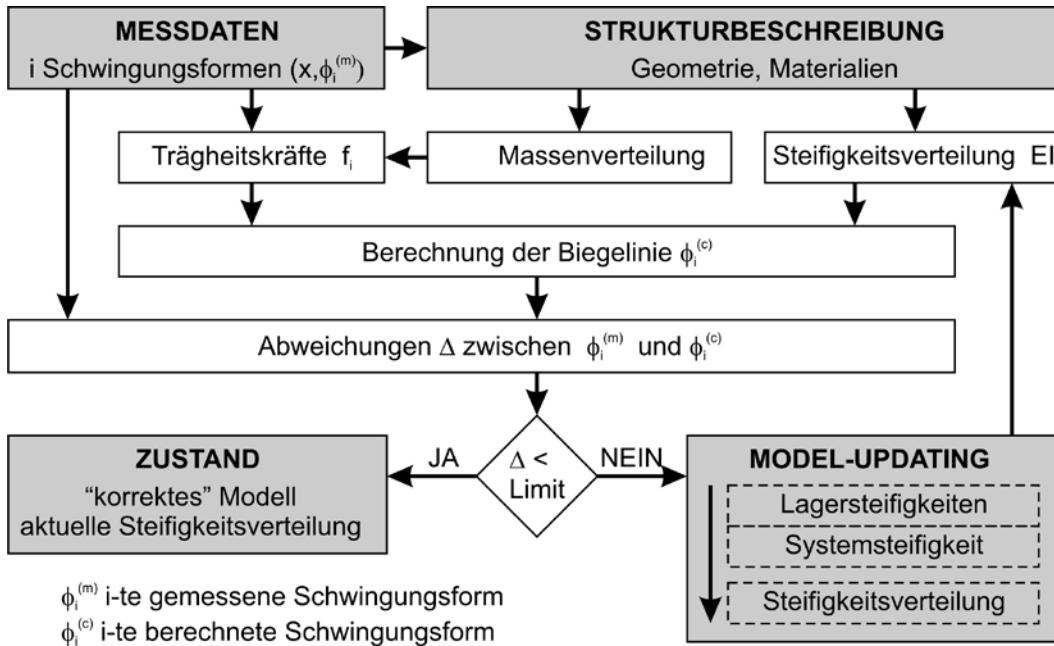 MESSDATEN
i Schwingungsformen (x,ϕᵢ⁽ᵐ⁾)
STRUKTURBESCHREIBUNG
Geometrie, Materialien
Trägheitskräfte fᵢ
Massenverteilung
Steifigkeitsverteilung EI
Berechnung der Biegelinie ϕᵢ⁽ᶜ⁾
Abweichungen Δ zwischen ϕᵢ⁽ᵐ⁾ und ϕᵢ⁽ᶜ⁾
JA
Δ <
Limit
NEIN
ZUSTAND
“korrektes” Modell
aktuelle Steifigkeitsverteilung
MODEL-UPDATING
Lagersteifigkeiten
Systemsteifigkeit
Steifigkeitsverteilung
ϕᵢ⁽ᵐ⁾ i-te gemessene Schwingungsform
ϕᵢ⁽ᶜ⁾ i-te berechnete Schwingungsform